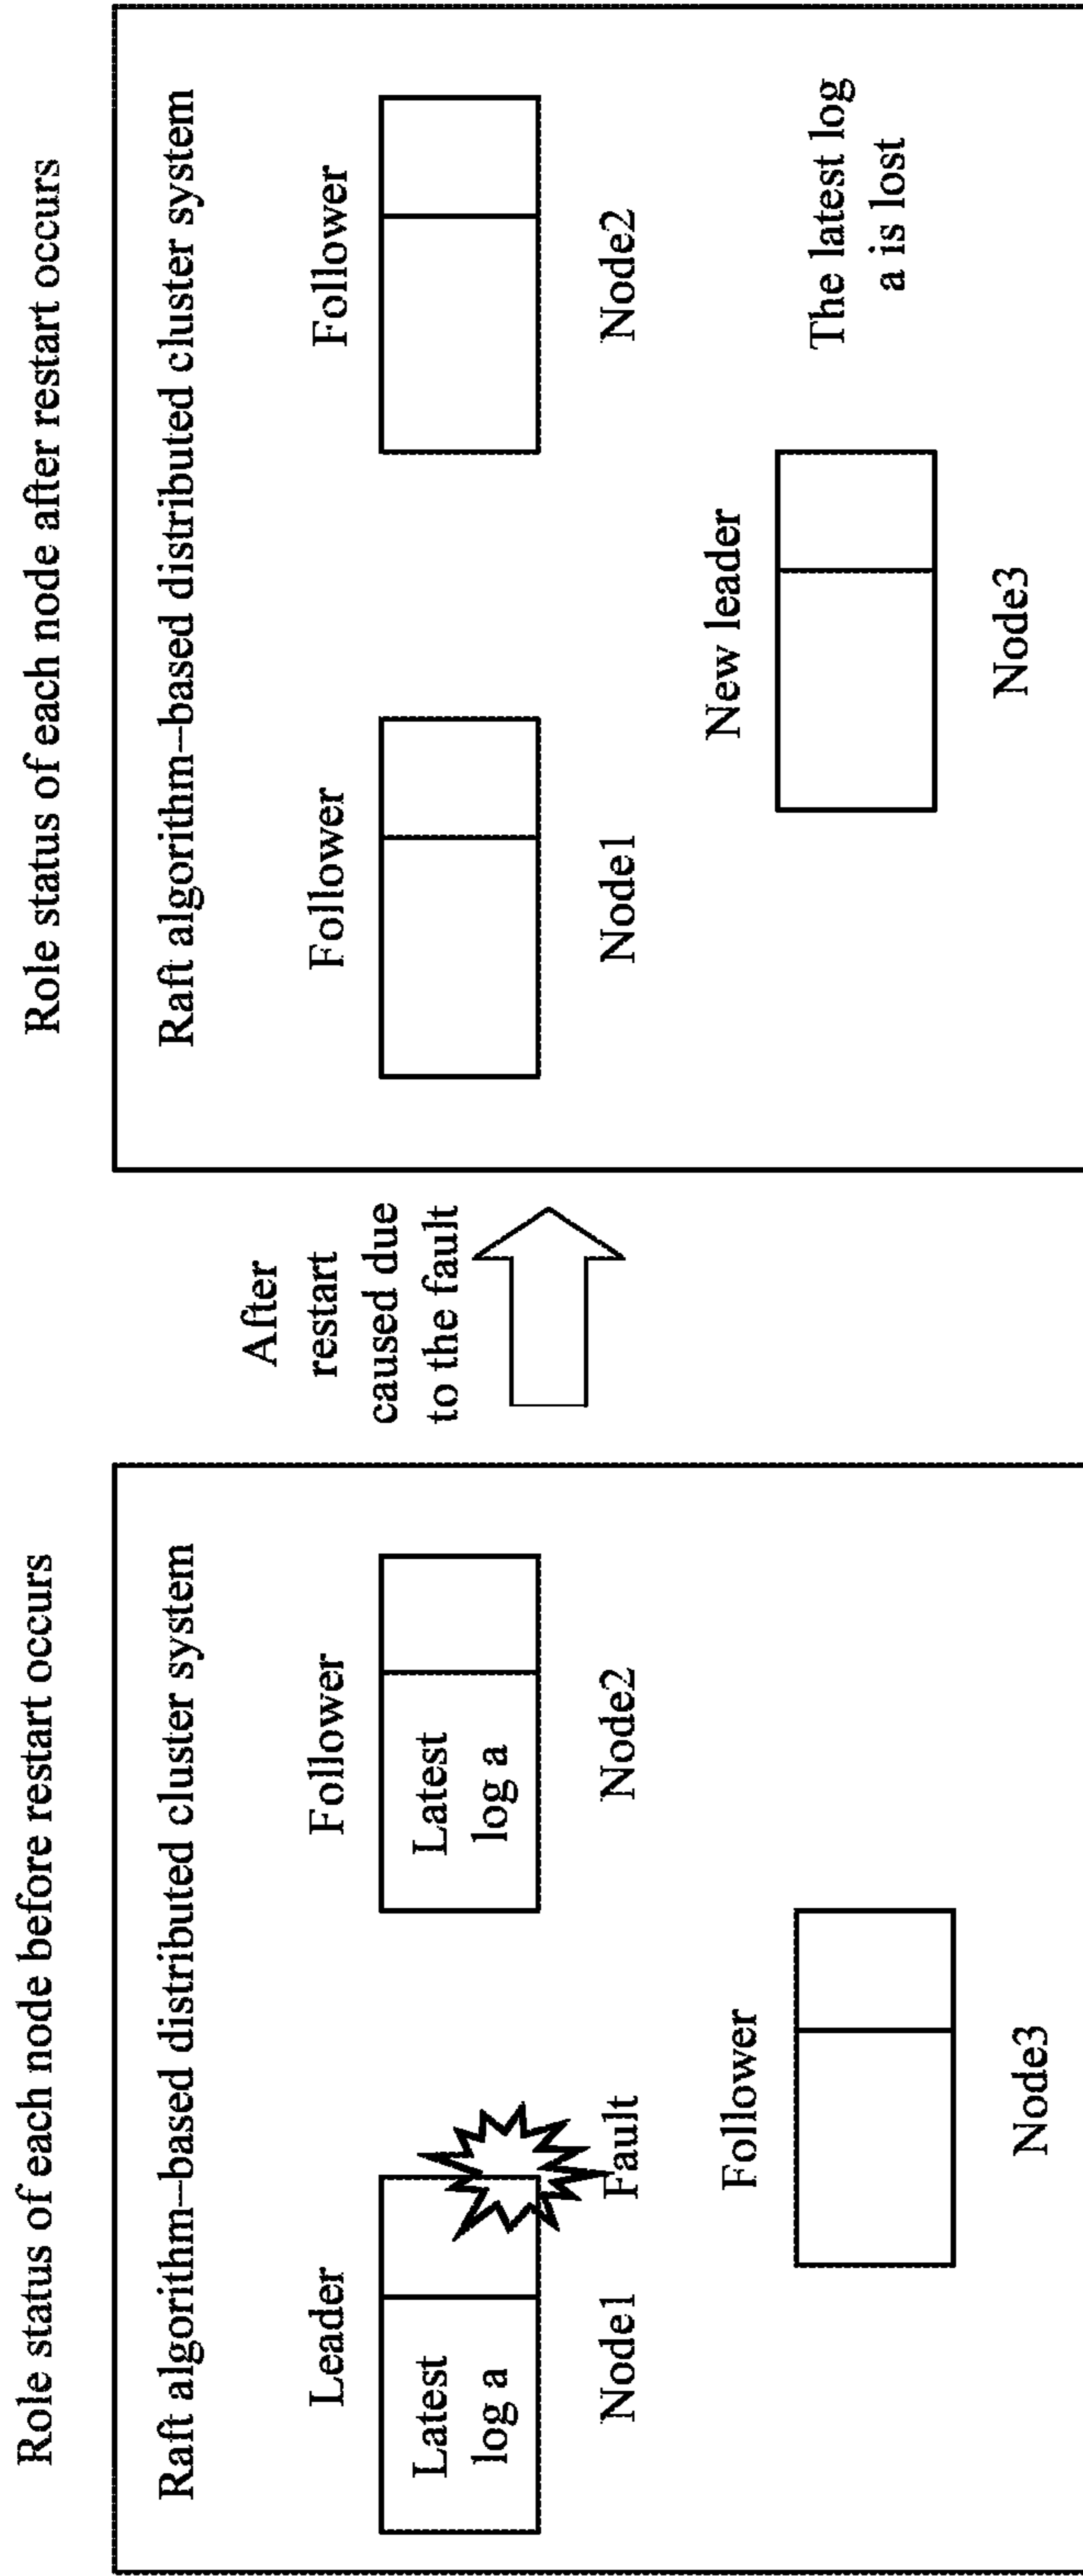 Role status of each node before restart occurs
Raft algorithm–based distributed cluster system
Leader
Latest
log a
Node1
Fault
Follower
Latest
log a
Node2
Follower
Node3
After
restart
caused due
to the fault
Role status of each node after restart occurs
Raft algorithm–based distributed cluster system
Follower
Node1
Follower
Node2
New leader
Node3
The latest log
a is lost